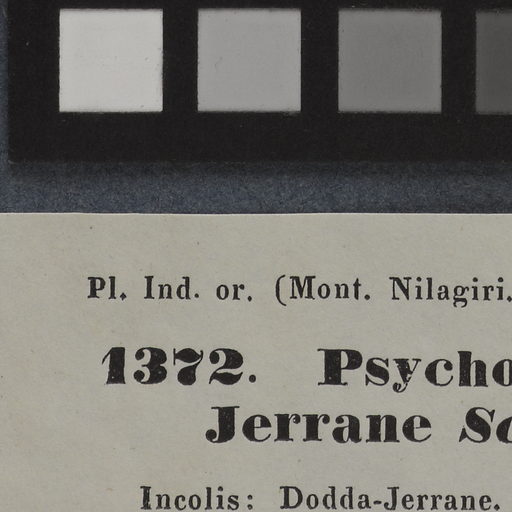 Pl. Ind. or. (Mont. Nilagiri.
1372. Psycho
Jerrane Sc
Incolis: Dodda-Jerrane.